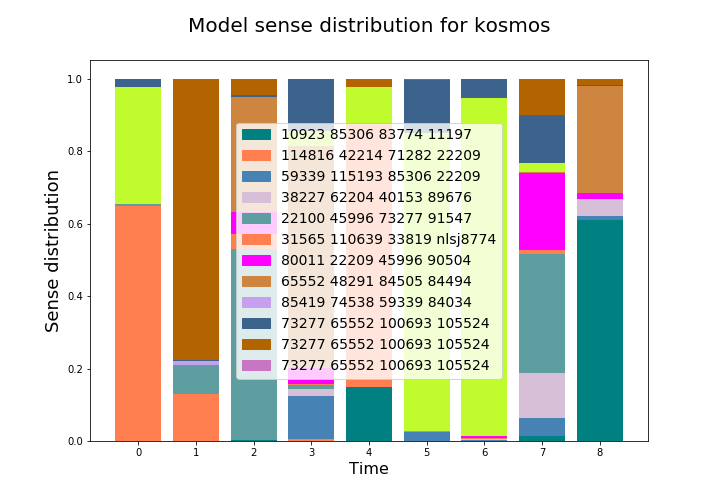 Model sense distribution for kosmos
1.0
0.8
0.6
0.4
0.2
0.0
Sense distribution
10923 85306 83774 11197
114816 42214 71282 22209
59339 115193 85306 22209
38227 62204 40153 89676
22100 45996 73277 91547
31565 110639 33819 nlsj8774
80011 22209 45996 90504
65552 48291 84505 84494
85419 74538 59339 84034
73277 65552 100693 105524
73277 65552 100693 105524
73277 65552 100693 105524
0 1 2 3 4 5 6 7 8
Time